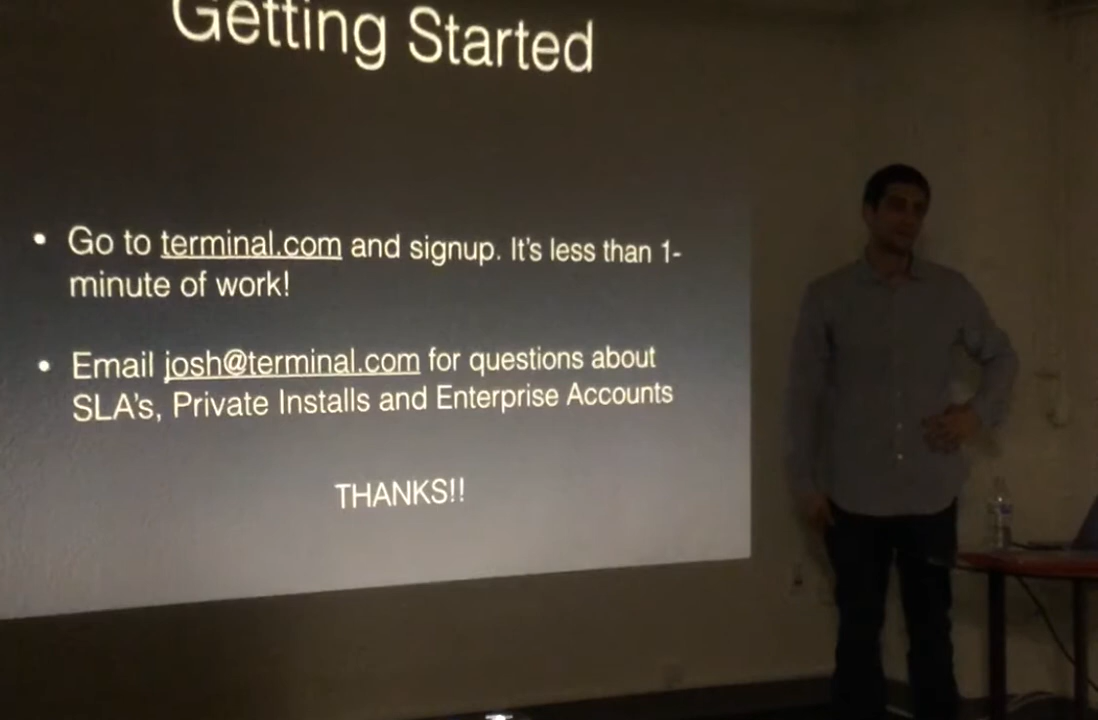 Getting Started
• Go to terminal.com and signup. It's less than 1-
minute of work!
• Email josh@terminal.com for questions about
SLA's, Private Installs and Enterprise Accounts
THANKS!!